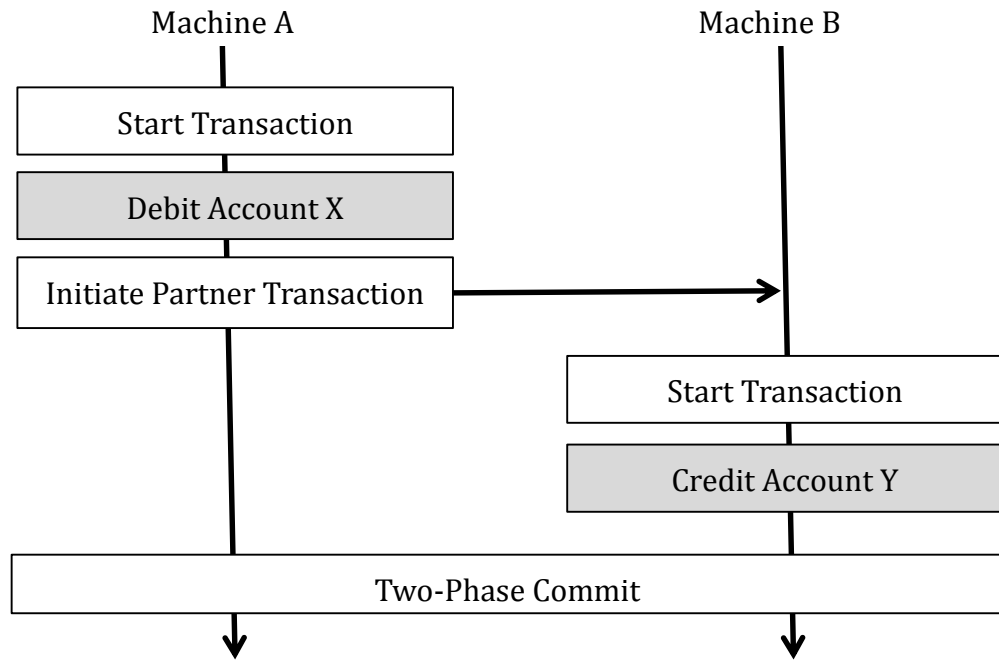 Machine A
Machine B
Start Transaction
Debit Account X
Initiate Partner Transaction
Start Transaction
Credit Account Y
Two-Phase Commit